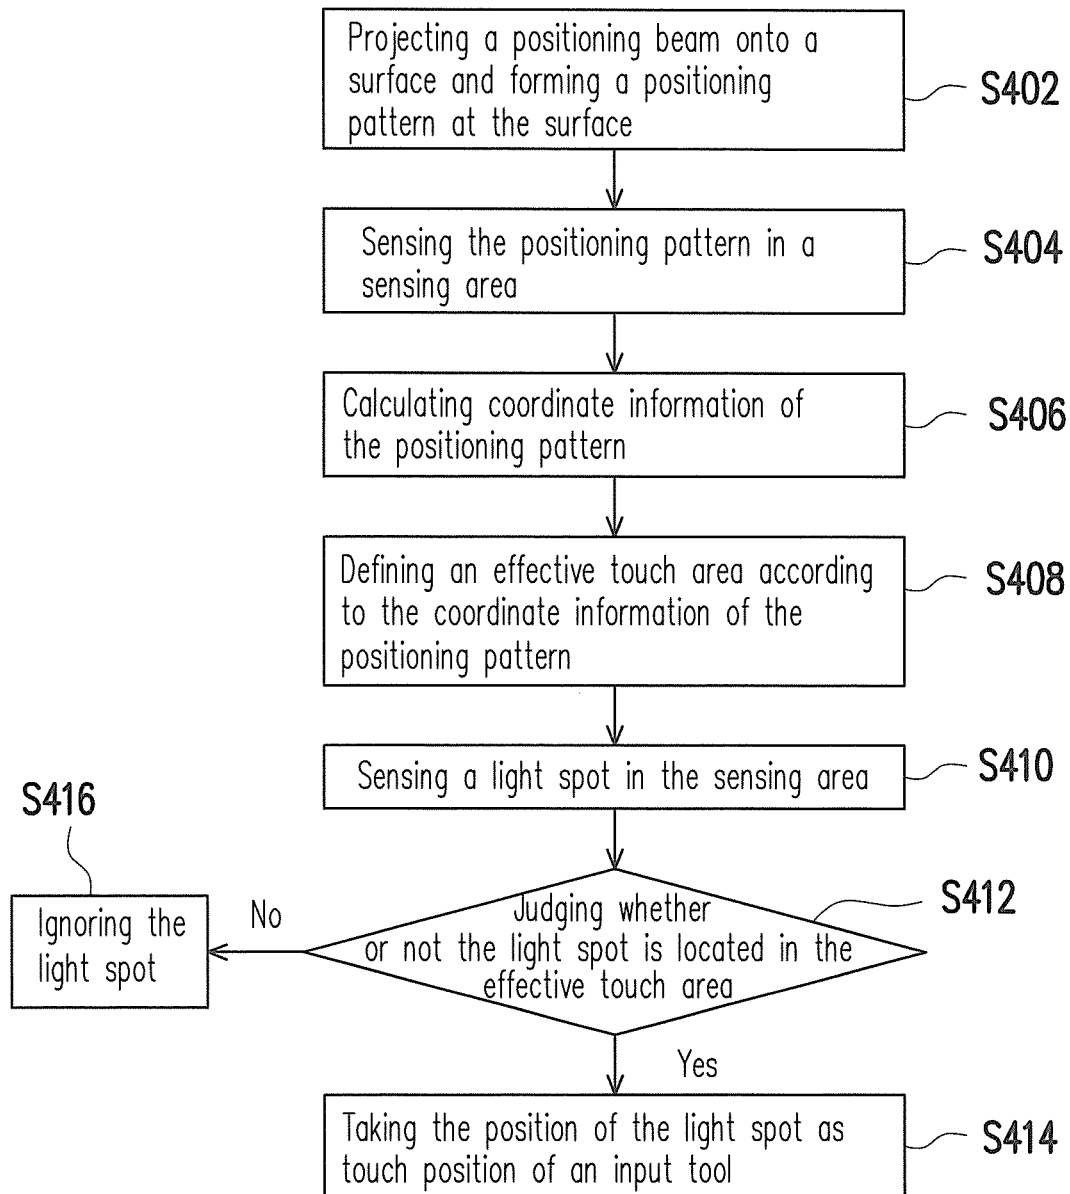 Projecting a positioning beam onto a
surface and forming a positioning
pattern at the surface
S402
Sensing the positioning pattern in a
sensing area
S404
Calculating coordinate information of
the positioning pattern
S406
Defining an effective touch area according
to the coordinate information of the
positioning pattern
S408
Sensing a light spot in the sensing area
S410
S416
Ignoring the
light spot
No
Judging whether
or not the light spot is located in the
effective touch area
S412
Yes
Taking the position of the light spot as
touch position of an input tool
S414